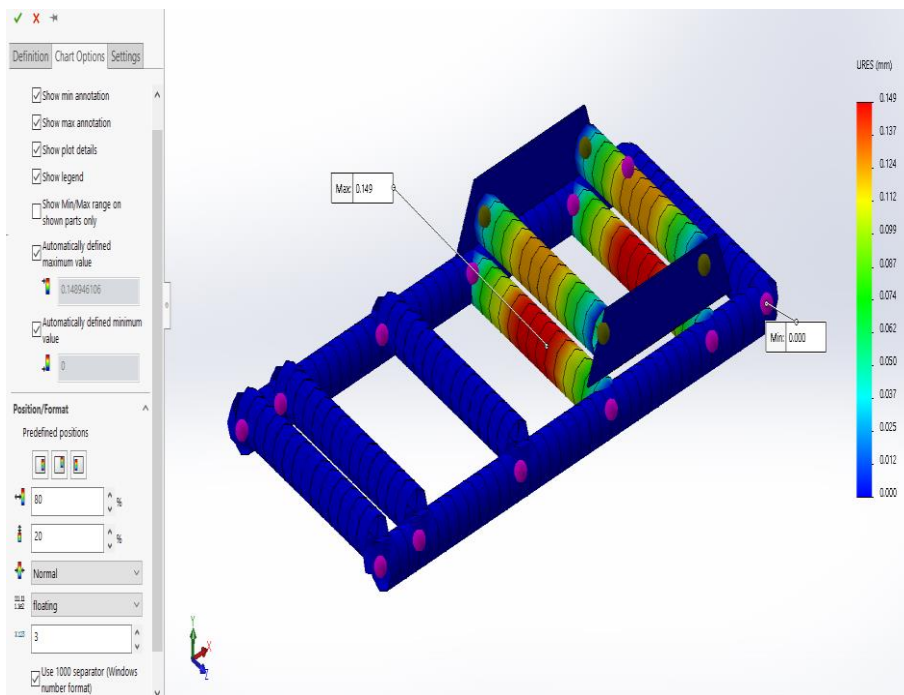 Definition
Chart Options
Settings
Show min annotation
Show max annotation
Show plot details
Show legend
Show Min/Max range on
shown parts only
Automatically defined
maximum value
0.148946106
Automatically defined minimum
value
0
Position/Format
Predefined positions
80
%
20
%
Normal
floating
3
Use 1000 separator (Windows
number format)
Max: 0.149
Min: 0.000
URES (mm)
0.149
0.137
0.124
0.112
0.099
0.087
0.074
0.062
0.050
0.037
0.025
0.012
0.000
Y
X
Z